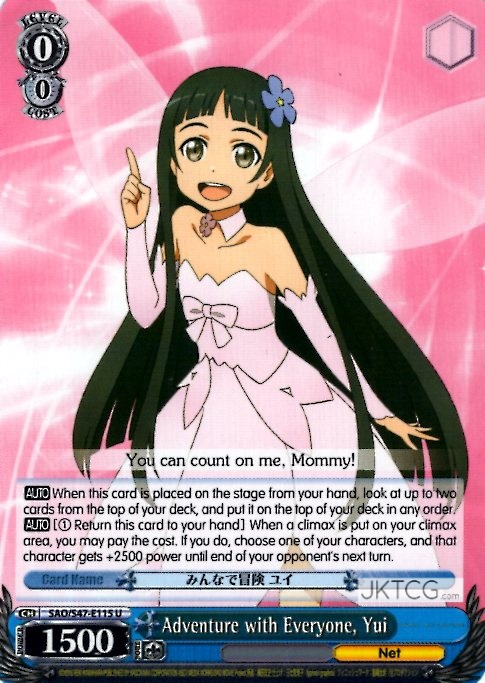 LEVEL
0
0
COST
You can count on me, Mommy!
AUTO When this card is placed on the stage from your hand, look at up to two
cards from the top of your deck, and put it on the top of your deck in any order.
AUTO [① Return this card to your hand] When a climax is put on your climax
area, you may pay the cost. If you do, choose one of your characters, and that
character gets +2500 power until end of your opponent's next turn.
Card Name みんなで冒険 ユイ
JKTCG.com
CH SAO/S47-E115 U
POWER 1500 SOUL Adventure with Everyone, Yui
Net